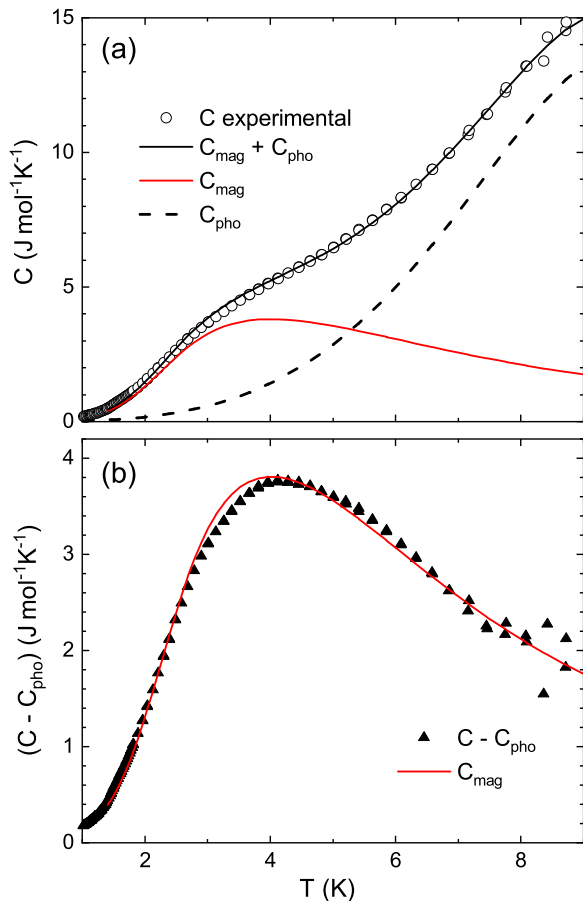 (a)
15
10
5
0
C (J mol⁻¹K⁻¹)
C experimental
C_mag + C_pho
C_mag
C_pho
(b)
4
3
2
1
0
(C - C_pho) (J mol⁻¹K⁻¹)
C - C_pho
C_mag
2 4 6 8
T (K)